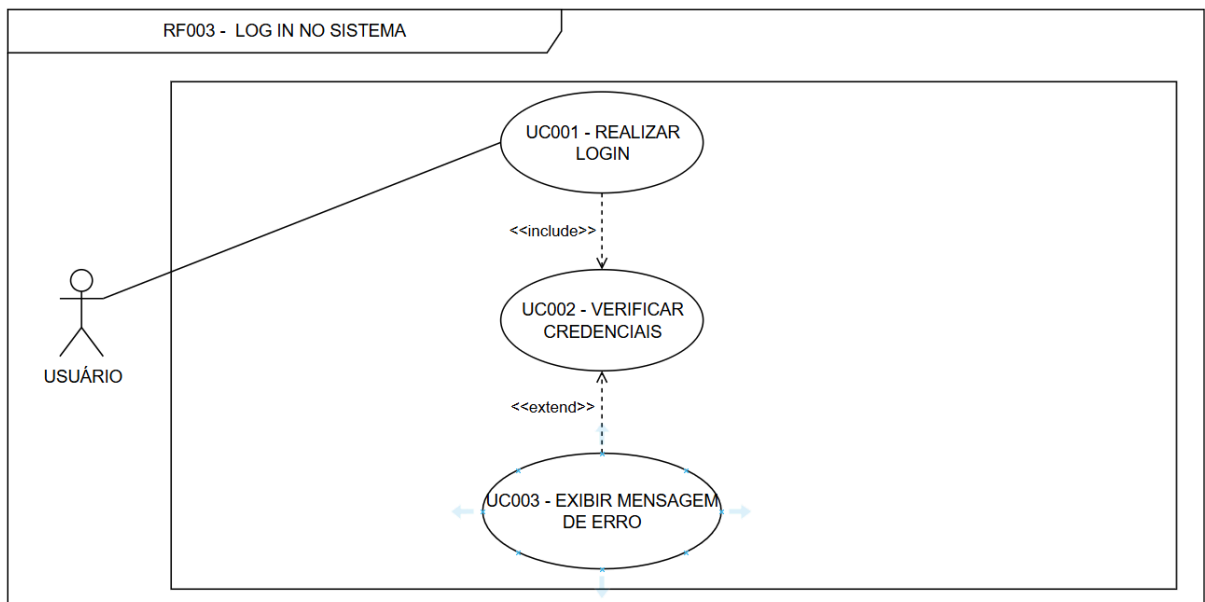 RF003 - LOG IN NO SISTEMA
UC001 - REALIZAR
LOGIN
<<include>>
UC002 - VERIFICAR
CREDENCIAIS
USUÁRIO
<<extend>>
UC003 - EXIBIR MENSAGEM
DE ERRO